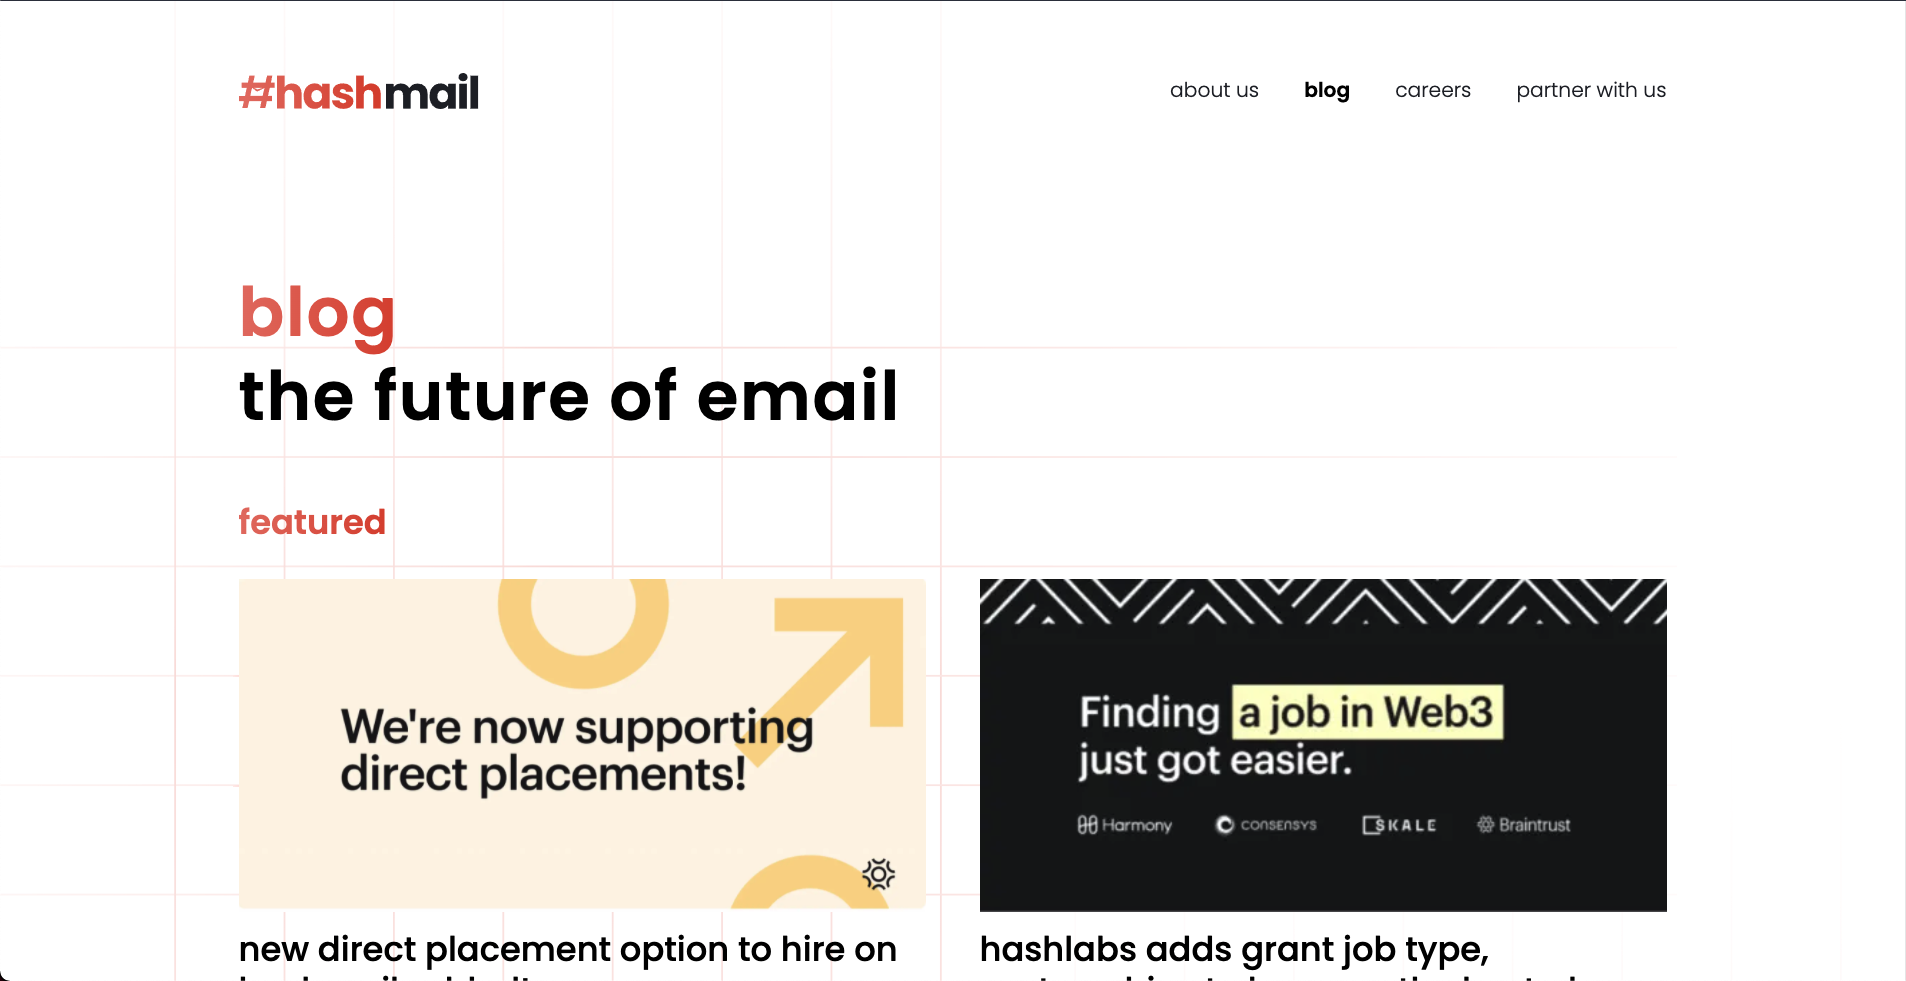 #hashmail
about us
blog
careers
partner with us
blog
the future of email
featured
We're now supporting
direct placements!
Finding a job in Web3
just got easier.
Harmony
CONSENSYS
SKALE
Braintrust
new direct placement option to hire on
hashlabs adds grant job type,